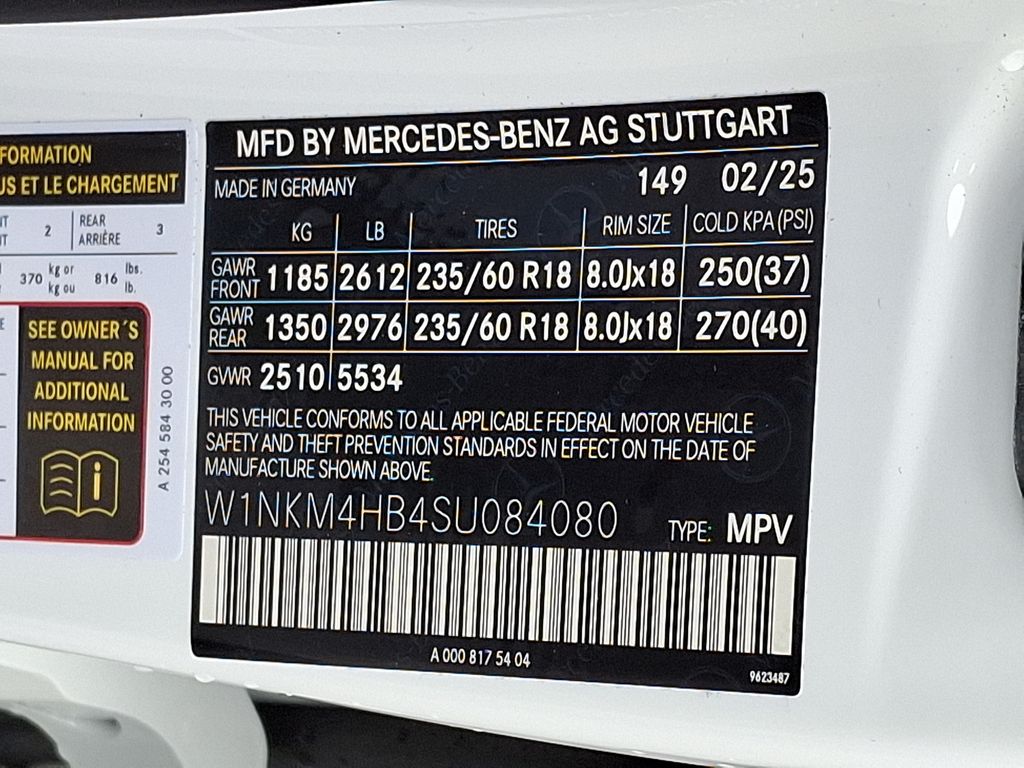 FORMATION
US ET LE CHARGEMENT
2 REAR ARRIÈRE 3
370 kg or kg ou 816 lbs. lb.
SEE OWNER´S
MANUAL FOR
ADDITIONAL
INFORMATION
i
A 254 584 30 00
MFD BY MERCEDES-BENZ AG STUTTGART
MADE IN GERMANY 149 02/25
KG LB TIRES RIM SIZE COLD KPA(PSI)
GAWR FRONT 1185 2612 235/60 R18 8.0Jx18 250(37)
GAWR REAR 1350 2976 235/60 R18 8.0Jx18 270(40)
GVWR 2510 5534
THIS VEHICLE CONFORMS TO ALL APPLICABLE FEDERAL MOTOR VEHICLE
SAFETY AND THEFT PREVENTION STANDARDS IN EFFECT ON THE DATE OF
MANUFACTURE SHOWN ABOVE.
W1NKM4HB4SU084080 TYPE: MPV
A 000 817 54 04
9623487